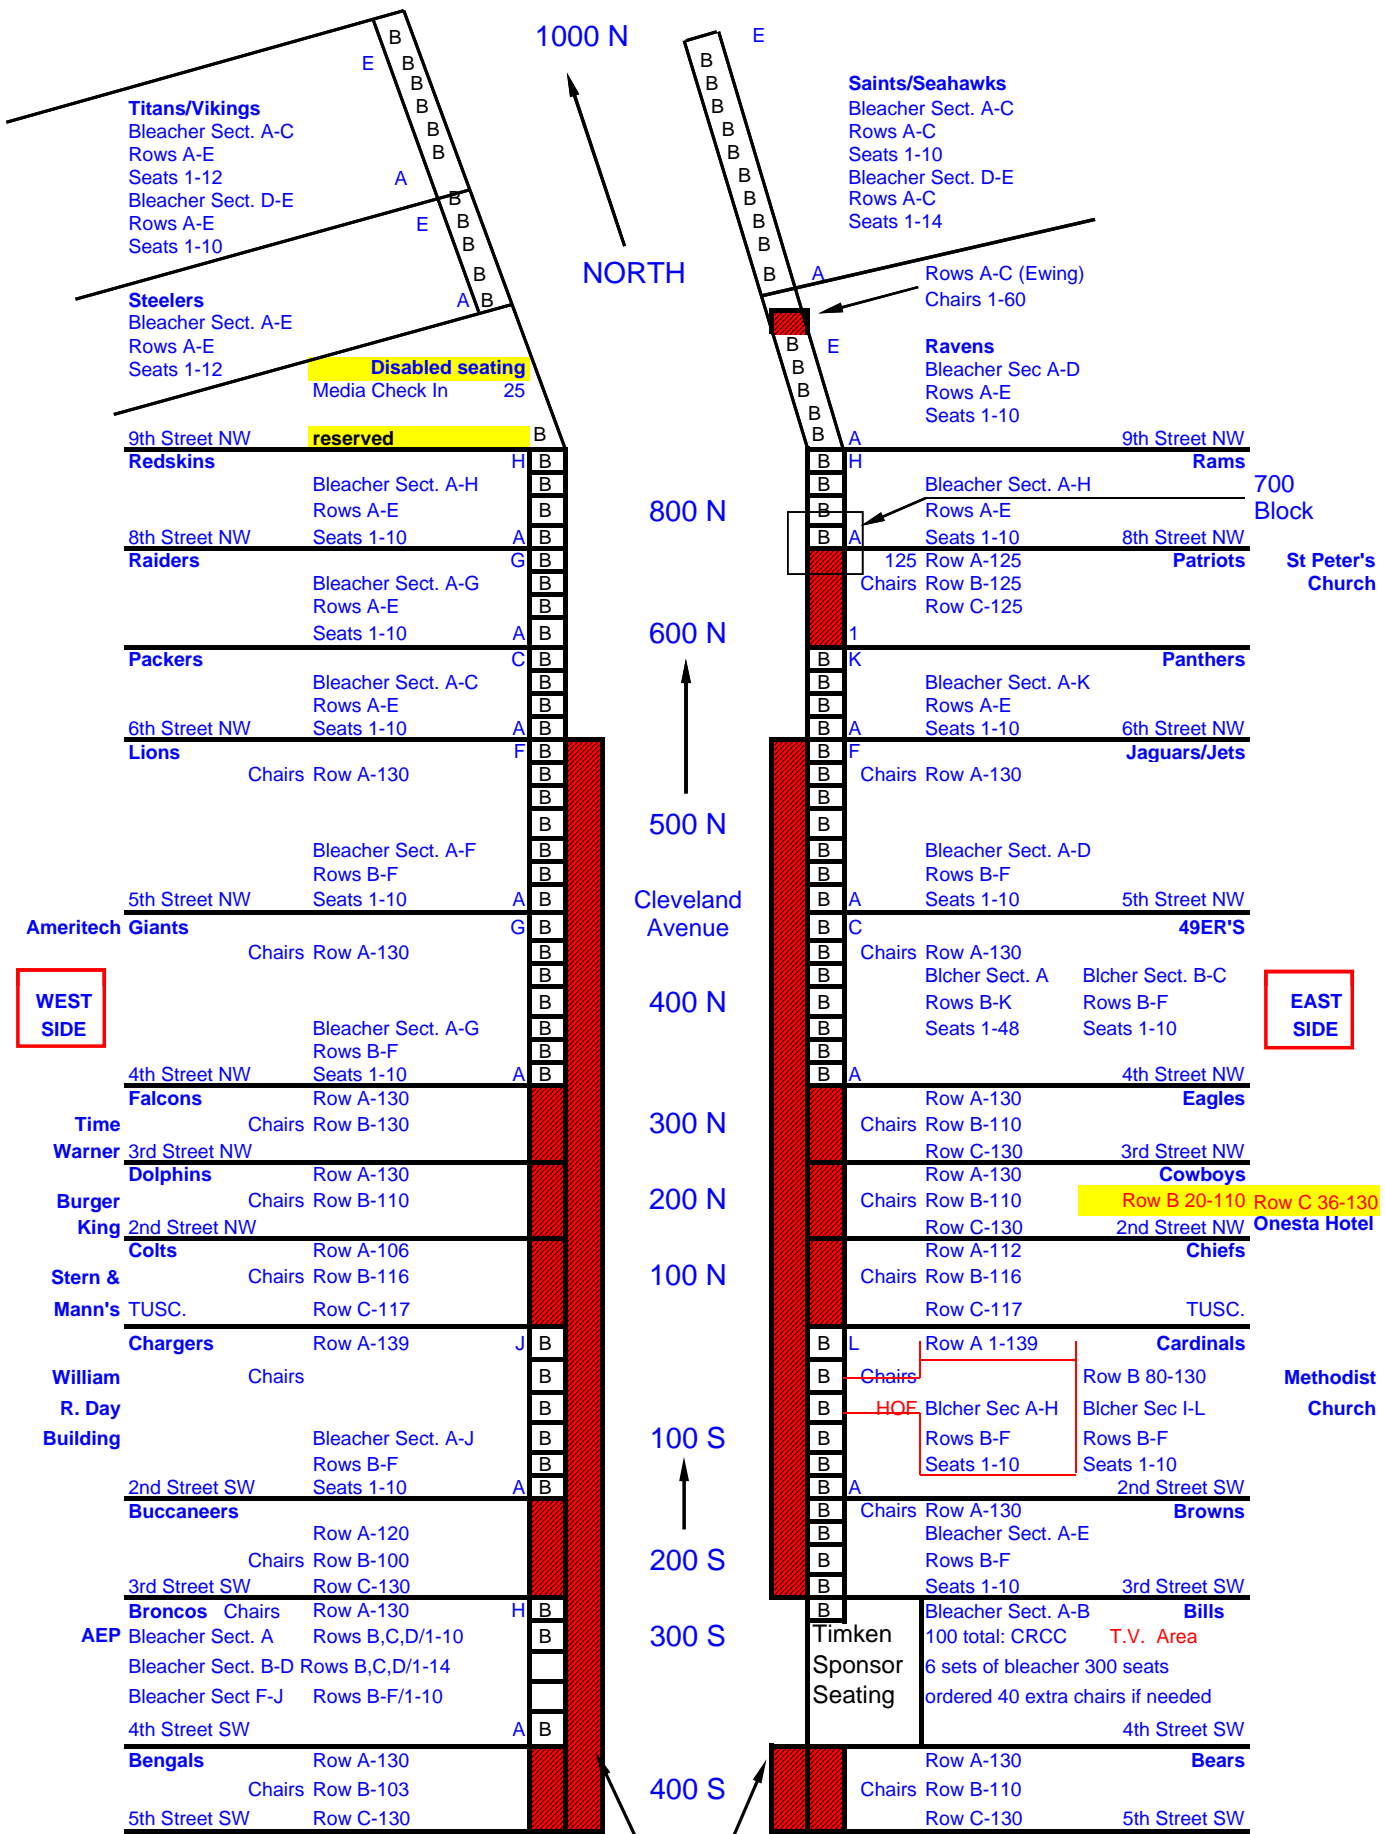 1000 N
E
B
E
B
B
B
B
B
B
Titans/Vikings
Bleacher Sect. A-C
Rows A-E
Seats 1-12
Bleacher Sect. D-E
Rows A-E
Seats 1-10
A
B
B
B
B
B
B
B
B
B
Saints/Seahawks
Bleacher Sect. A-C
Rows A-C
Seats 1-10
Bleacher Sect. D-E
Rows A-C
Seats 1-14
E
B
B
B
B
A B
NORTH
B A
Rows A-C (Ewing)
Chairs 1-60
Steelers
Bleacher Sect. A-E
Rows A-E
Seats 1-12
Disabled seating
Media Check In 25
B E
B
B
B
Ravens
Bleacher Sec A-D
Rows A-E
Seats 1-10
9th Street NW reserved B
B A 9th Street NW
Redskins H B
B H Rams
Bleacher Sect. A-H B
B Bleacher Sect. A-H 700
Block
Rows A-E B
800 N
B Rows A-E
8th Street NW Seats 1-10 A B
B A Seats 1-10 8th Street NW
Raiders G B
125 Row A-125 Patriots St Peter's
Bleacher Sect. A-G B
Chairs Row B-125 Church
Rows A-E B
Row C-125
Seats 1-10 A B
600 N
1
Packers C B
B K Panthers
Bleacher Sect. A-C B
B Bleacher Sect. A-K
Rows A-E B
B Rows A-E
6th Street NW Seats 1-10 A B
B A Seats 1-10 6th Street NW
Lions F B
B F Jaguars/Jets
Chairs Row A-130 B
B Chairs Row A-130
B
B
B
500 N
B
Bleacher Sect. A-F B
B Bleacher Sect. A-D
Rows B-F B
B Rows B-F
5th Street NW Seats 1-10 A B
Cleveland
Avenue
B A Seats 1-10 5th Street NW
Ameritech Giants G B
B C 49ER'S
Chairs Row A-130 B
B Chairs Row A-130
B
B Blcher Sect. A Blcher Sect. B-C
WEST
SIDE
B
400 N
B Rows B-K Rows B-F
EAST
SIDE
Bleacher Sect. A-G B
B Seats 1-48 Seats 1-10
Rows B-F B
B
4th Street NW Seats 1-10 A B
B A 4th Street NW
Falcons Row A-130
Row A-130 Eagles
Time Chairs Row B-130
300 N
Chairs Row B-110
Warner 3rd Street NW
Row C-130 3rd Street NW
Dolphins Row A-130
Row A-130 Cowboys
Burger Chairs Row B-110
200 N
Chairs Row B-110 Row B 20-110 Row C 36-130
King 2nd Street NW
Row C-130 2nd Street NW Onesta Hotel
Colts Row A-106
Row A-112 Chiefs
Stern & Chairs Row B-116
100 N
Chairs Row B-116
Mann's TUSC. Row C-117
Row C-117 TUSC.
Chargers Row A-139 J B
B L Row A 1-139 Cardinals
William Chairs B
B Chairs Row B 80-130 Methodist
R. Day B
B HOF Blcher Sec A-H Blcher Sec I-L Church
Building Bleacher Sect. A-J B
100 S
B Rows B-F Rows B-F
Rows B-F B
B Seats 1-10 Seats 1-10
2nd Street SW Seats 1-10 A B
B A 2nd Street SW
Buccaneers
B Chairs Row A-130 Browns
Row A-120
B Bleacher Sect. A-E
Chairs Row B-100
200 S
B Rows B-F
3rd Street SW Row C-130
B Seats 1-10 3rd Street SW
Broncos Chairs Row A-130 H B
B Bleacher Sect. A-B Bills
AEP Bleacher Sect. A Rows B,C,D/1-10 B
300 S
Timken
Sponsor
Seating
100 total: CRCC T.V. Area
Bleacher Sect. B-D Rows B,C,D/1-14
6 sets of bleacher 300 seats
Bleacher Sect F-J Rows B-F/1-10
ordered 40 extra chairs if needed
4th Street SW A B
4th Street SW
Bengals Row A-130
Row A-130 Bears
Chairs Row B-103
400 S
Chairs Row B-110
5th Street SW Row C-130
Row C-130 5th Street SW